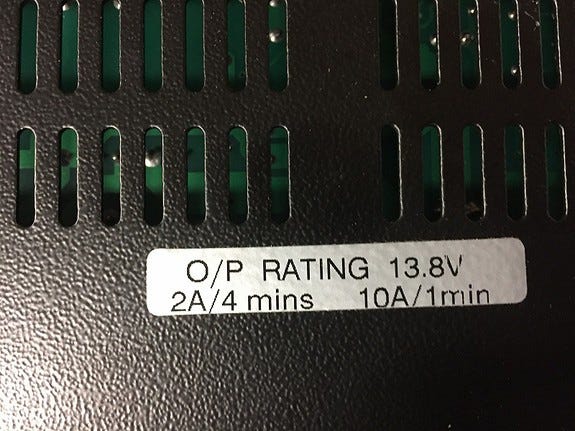 O/P RATING 13.8V
2A/4 mins 10A/1min